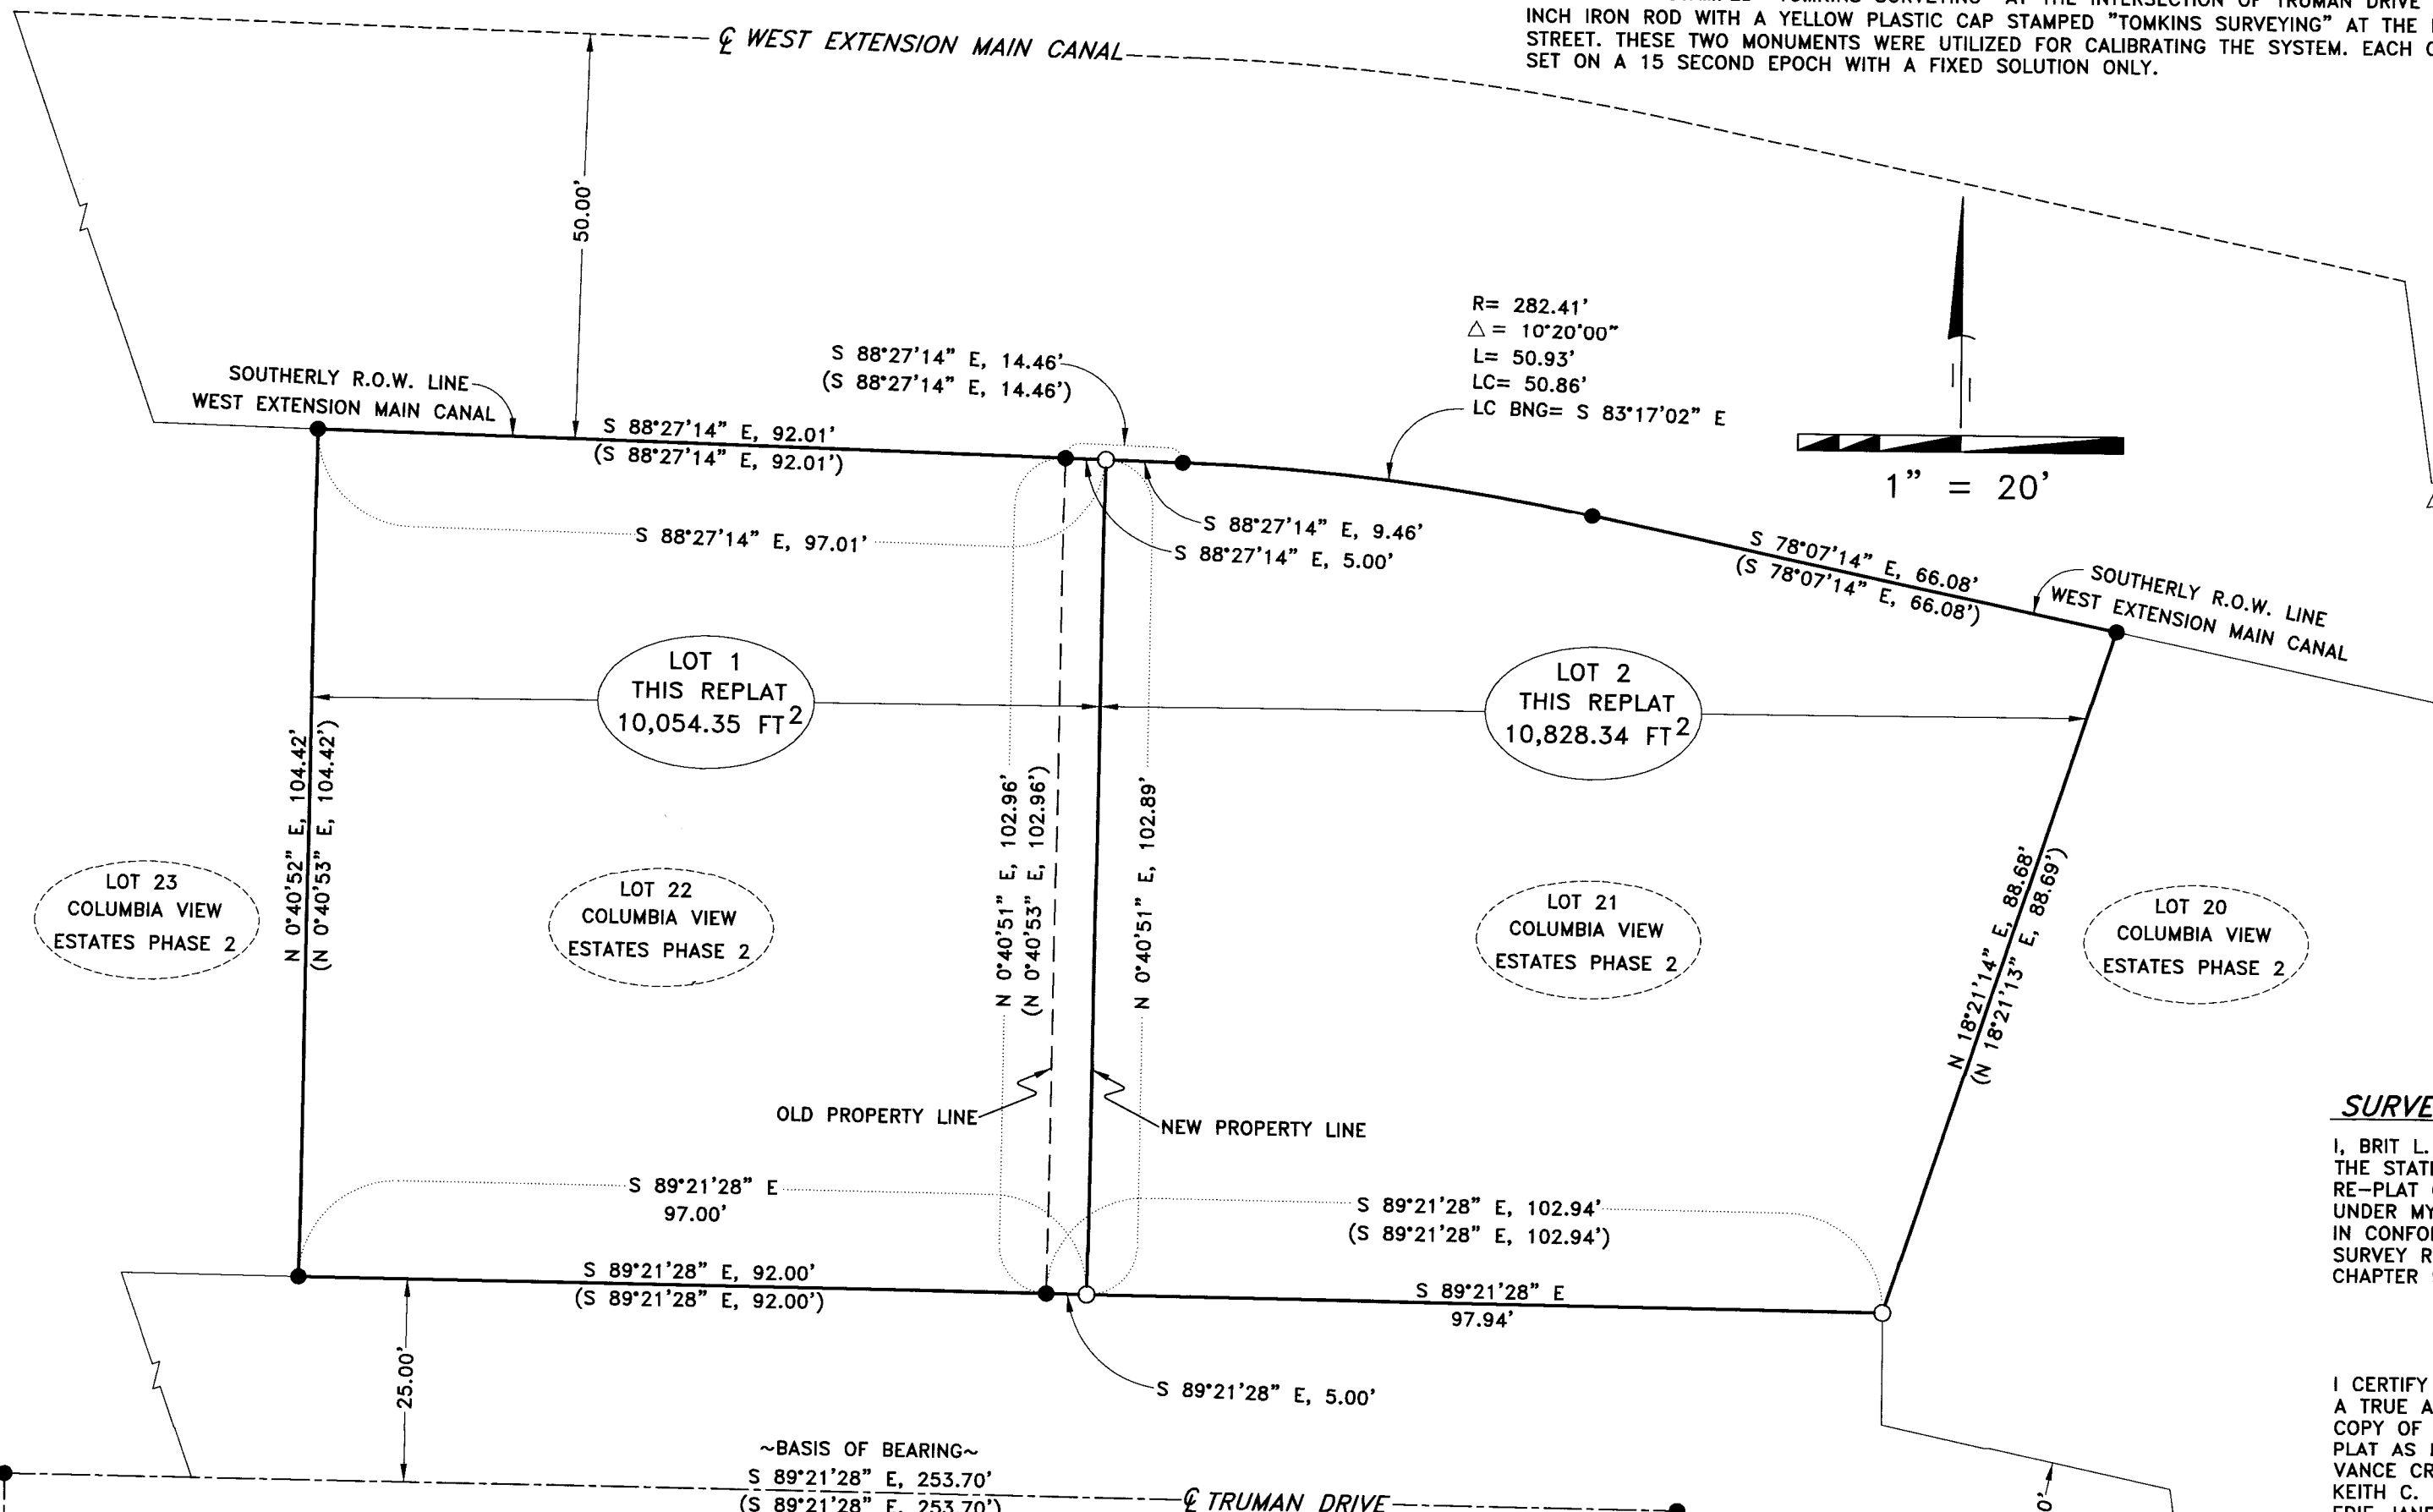 INCH IRON ROD WITH A YELLOW PLASTIC CAP STAMPED "TOMKINS SURVEYING" AT THE
STREET. THESE TWO MONUMENTS WERE UTILIZED FOR CALIBRATING THE SYSTEM. EACH
SET ON A 15 SECOND EPOCH WITH A FIXED SOLUTION ONLY.
℄ WEST EXTENSION MAIN CANAL
50.00'
R= 282.41'
△ = 10°20'00"
L= 50.93'
LC= 50.86'
LC BNG= S 83°17'02" E
1" = 20'
S 88°27'14" E, 14.46'
(S 88°27'14" E, 14.46')
SOUTHERLY R.O.W. LINE
WEST EXTENSION MAIN CANAL
S 88°27'14" E, 92.01'
(S 88°27'14" E, 92.01')
S 88°27'14" E, 97.01'
S 88°27'14" E, 9.46'
S 88°27'14" E, 5.00'
S 78°07'14" E, 66.08'
(S 78°07'14" E, 66.08')
SOUTHERLY R.O.W. LINE
WEST EXTENSION MAIN CANAL
LOT 1
THIS REPLAT
10,054.35 FT2
LOT 2
THIS REPLAT
10,828.34 FT2
N 0°40'52" E, 104.42'
(N 0°40'53" E, 104.42')
N 0°40'51" E, 102.96'
(N 0°40'53" E, 102.96')
N 0°40'51" E, 102.89'
N 18°21'14" E, 88.68'
(N 18°21'13" E, 88.69')
LOT 23
COLUMBIA VIEW
ESTATES PHASE 2
LOT 22
COLUMBIA VIEW
ESTATES PHASE 2
LOT 21
COLUMBIA VIEW
ESTATES PHASE 2
LOT 20
COLUMBIA VIEW
ESTATES PHASE 2
OLD PROPERTY LINE
NEW PROPERTY LINE
S 89°21'28" E
97.00'
S 89°21'28" E, 102.94'
(S 89°21'28" E, 102.94')
S 89°21'28" E, 92.00'
(S 89°21'28" E, 92.00')
S 89°21'28" E
97.94'
S 89°21'28" E, 5.00'
25.00'
~BASIS OF BEARING~
S 89°21'28" E, 253.70'
(S 89°21'28" E, 253.70')
℄ TRUMAN DRIVE
I, BRIT L.
THE
RE-PLAT
UNDER MY
IN
SURVEY
CHAPTER
I CERTIFY
A TRUE
COPY OF
PLAT AS
VANCE
KEITH C.